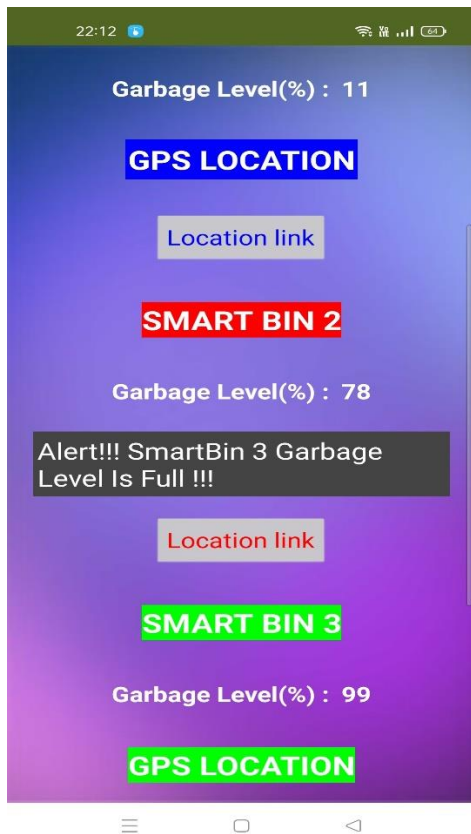 22:12
64
Garbage Level(%) : 11
GPS LOCATION
Location link
SMART BIN 2
Garbage Level(%) : 78
Alert!!! SmartBin 3 Garbage
Level Is Full !!!
Location link
SMART BIN 3
Garbage Level(%) : 99
GPS LOCATION